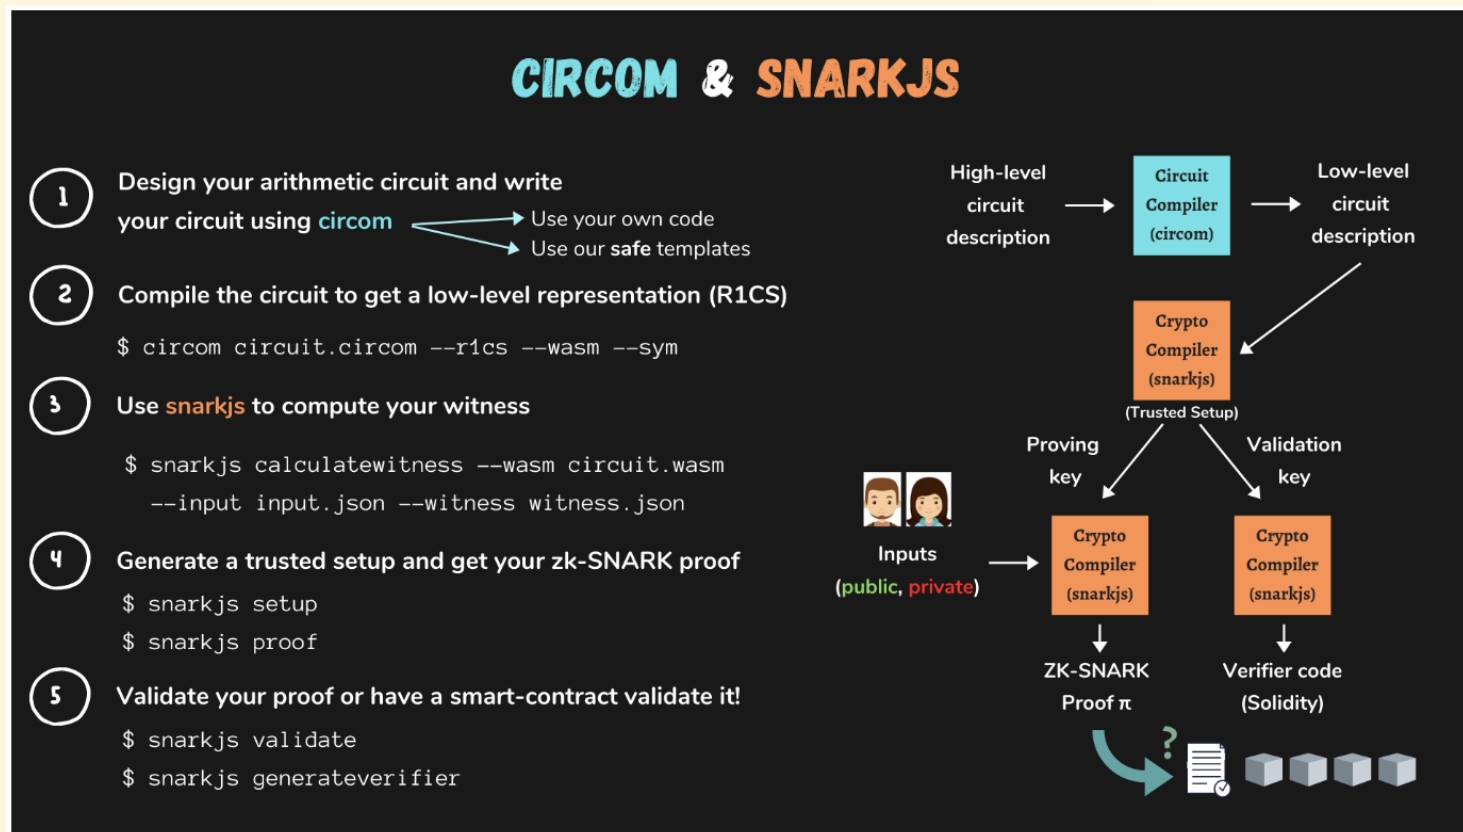 CIRCOM & SNARKJS
1
Design your arithmetic circuit and write
your circuit using circom
Use your own code
Use our safe templates
2
Compile the circuit to get a low-level representation (R1CS)
$ circom circuit.circom --r1cs --wasm --sym
3
Use snarkjs to compute your witness
$ snarkjs calculatewitness --wasm circuit.wasm
--input input.json --witness witness.json
4
Generate a trusted setup and get your zk-SNARK proof
$ snarkjs setup
$ snarkjs proof
5
Validate your proof or have a smart-contract validate it!
$ snarkjs validate
$ snarkjs generateverifier
High-level
circuit
description
Circuit
Compiler
(circom)
Low-level
circuit
description
Crypto
Compiler
(snarkjs)
(Trusted Setup)
Proving
key
Validation
key
Inputs
(public, private)
Crypto
Compiler
(snarkjs)
Crypto
Compiler
(snarkjs)
ZK-SNARK
Proof π
Verifier code
(Solidity)
?